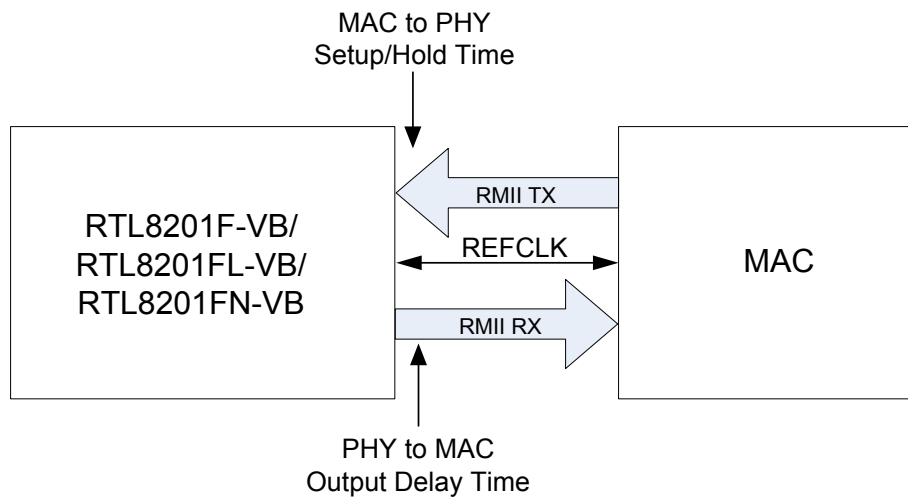 MAC to PHY
Setup/Hold Time
RMII TX
RTL8201F-VB/
RTL8201FL-VB/
RTL8201FN-VB
REFCLK
MAC
RMII RX
PHY to MAC
Output Delay Time